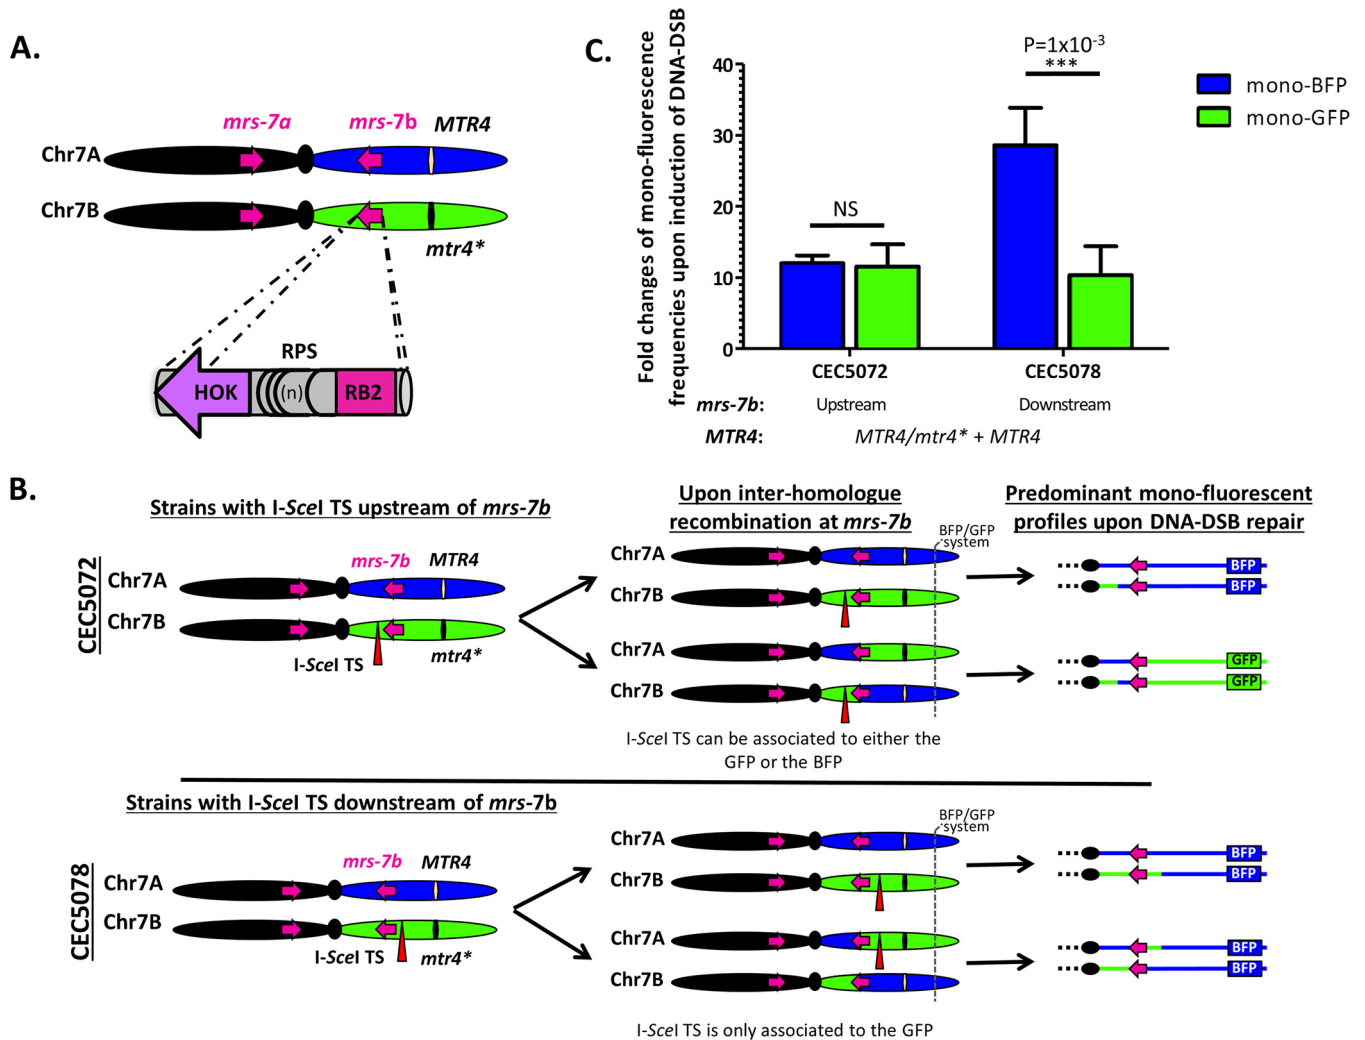 A.
mrs-7a
mrs-7b
MTR4
Chr7A
Chr7B
mtr4*
RPS
HOK
(n)
RB2
C.
Fold changes of mono-fluorescence
frequencies upon induction of DNA-DSB
40
30
20
10
0
NS
P=1x10-3
***
mono-BFP
mono-GFP
CEC5072
CEC5078
mrs-7b:
Upstream
Downstream
MTR4:
MTR4/mtr4* + MTR4
B.
Strains with I-SceI TS upstream of mrs-7b
Upon inter-homologue
recombination at mrs-7b
Predominant mono-fluorescent
profiles upon DNA-DSB repair
CEC5072
mrs-7b
MTR4
Chr7A
Chr7B
I-SceI TS
mtr4*
BFP/GFP
system
Chr7A
Chr7B
Chr7A
Chr7B
BFP
BFP
GFP
GFP
I-SceI TS can be associated to either the
GFP or the BFP
Strains with I-SceI TS downstream of mrs-7b
CEC5078
mrs-7b
MTR4
Chr7A
Chr7B
I-SceI TS
mtr4*
BFP/GFP
system
Chr7A
Chr7B
Chr7A
Chr7B
BFP
BFP
BFP
BFP
I-SceI TS is only associated to the GFP